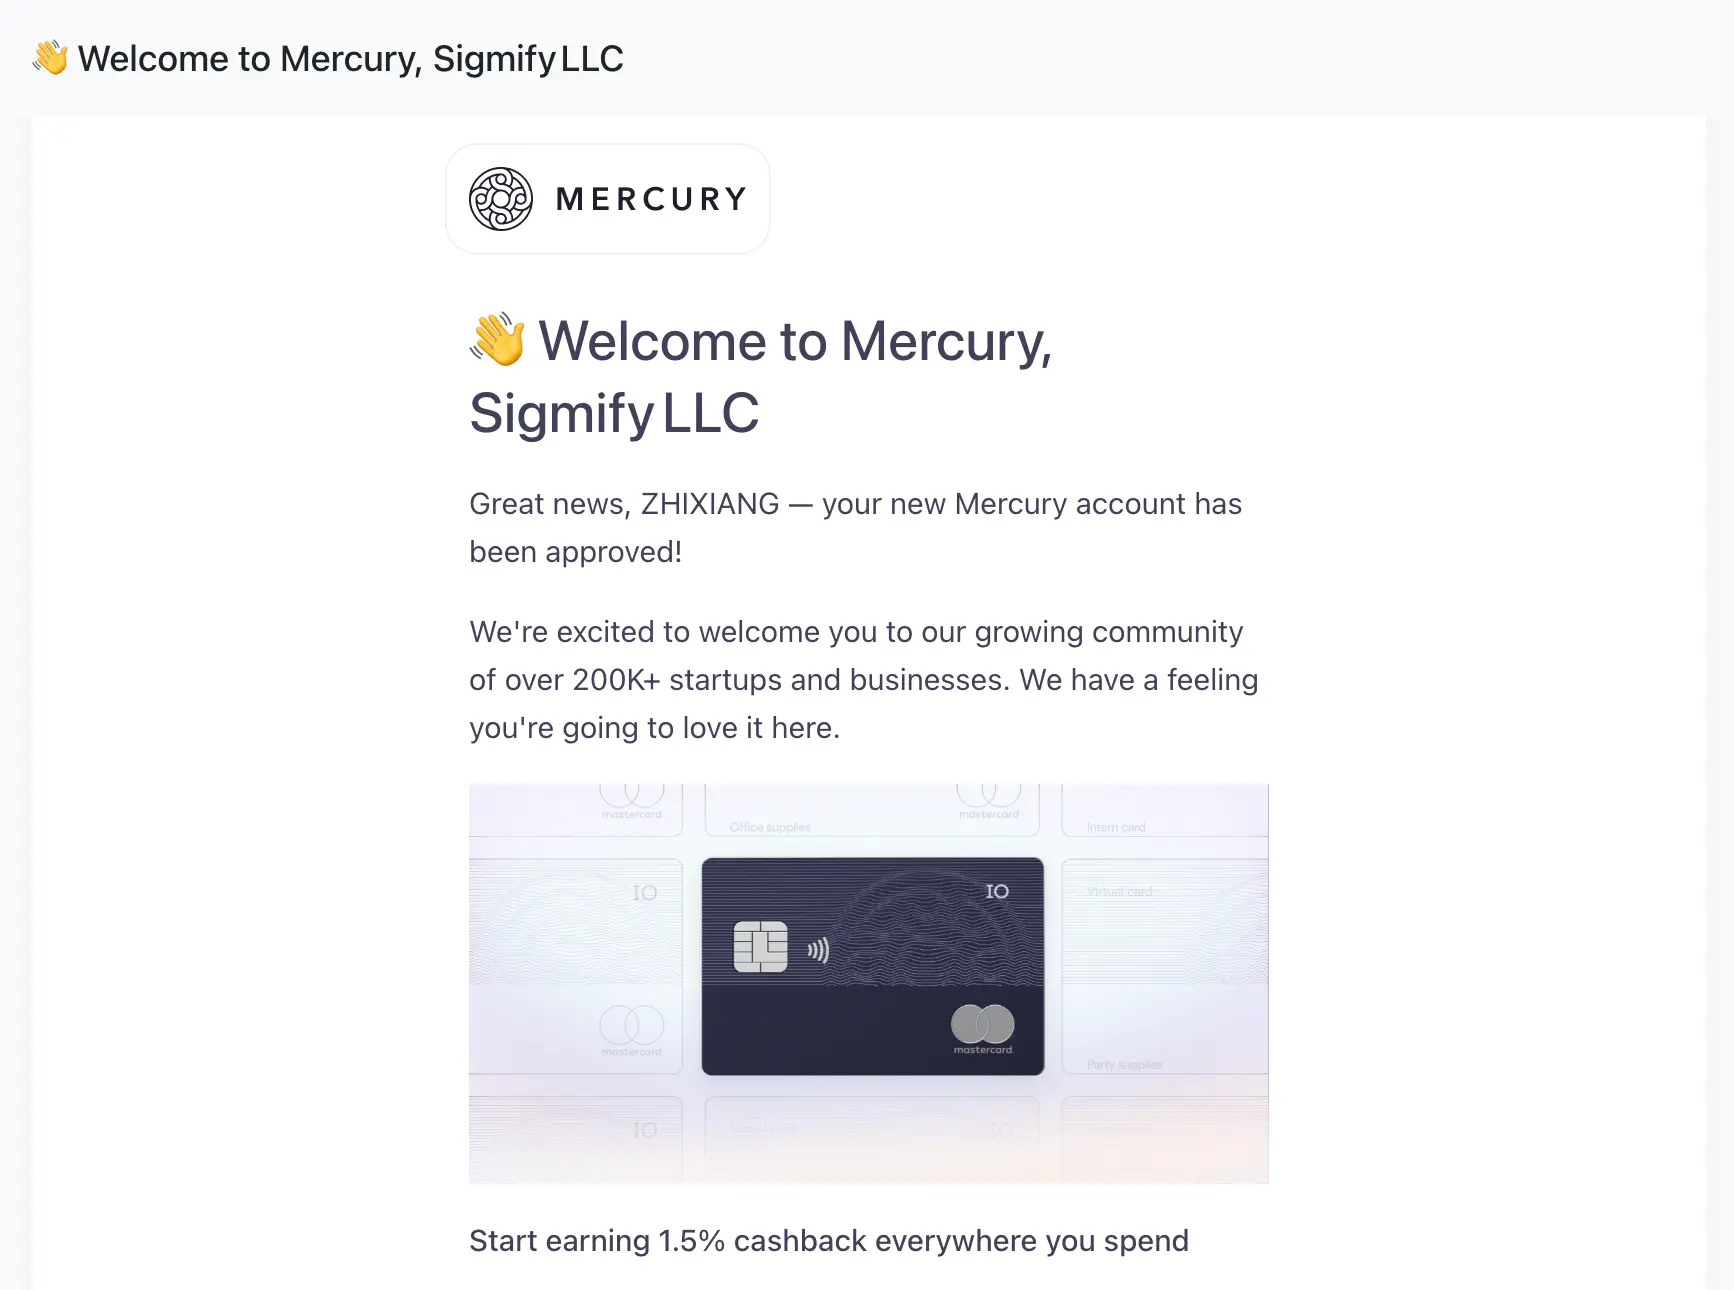 👋 Welcome to Mercury, Sigmify LLC
MERCURY
👋 Welcome to Mercury,
Sigmify LLC
Great news, ZHIXIANG — your new Mercury account has
been approved!
We're excited to welcome you to our growing community
of over 200K+ startups and businesses. We have a feeling
you're going to love it here.
mastercard
Office supplies
mastercard
Intern card
IO
IO
Virtual card
mastercard
mastercard.
Party supplies
IO
IO
Start earning 1.5% cashback everywhere you spend